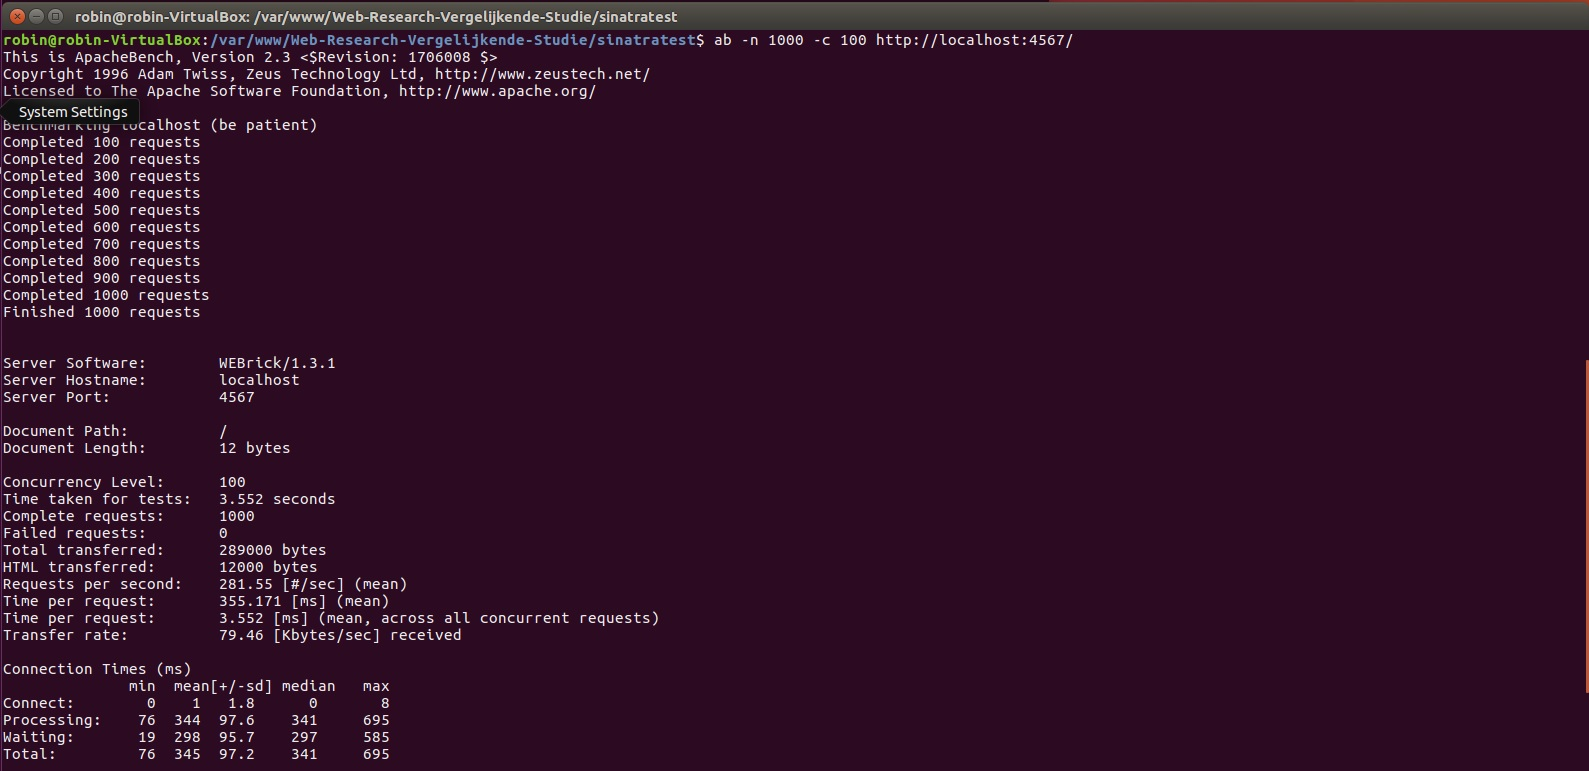 robin@robin-VirtualBox: /var/www/Web-Research-Vergelijkende-Studie/sinatratest
robin@robin-VirtualBox:/var/www/Web-Research-Vergelijkende-Studie/sinatratest$ ab -n 1000 -c 100 http://localhost:4567/
This is ApacheBench, Version 2.3 <$Revision: 1706008 $>
Copyright 1996 Adam Twiss, Zeus Technology Ltd, http://www.zeustech.net/
Licensed to The Apache Software Foundation, http://www.apache.org/
System Settings
Benchmarking localhost (be patient)
Completed 100 requests
Completed 200 requests
Completed 300 requests
Completed 400 requests
Completed 500 requests
Completed 600 requests
Completed 700 requests
Completed 800 requests
Completed 900 requests
Completed 1000 requests
Finished 1000 requests
Server Software:        WEBrick/1.3.1
Server Hostname:        localhost
Server Port:            4567
Document Path:          /
Document Length:        12 bytes
Concurrency Level:      100
Time taken for tests:   3.552 seconds
Complete requests:      1000
Failed requests:        0
Total transferred:      289000 bytes
HTML transferred:       12000 bytes
Requests per second:    281.55 [#/sec] (mean)
Time per request:       355.171 [ms] (mean)
Time per request:       3.552 [ms] (mean, across all concurrent requests)
Transfer rate:          79.46 [Kbytes/sec] received
Connection Times (ms)
              min  mean[+/-sd] median   max
Connect:        0    1   1.8      0       8
Processing:    76  344  97.6    341     695
Waiting:       19  298  95.7    297     585
Total:         76  345  97.2    341     695